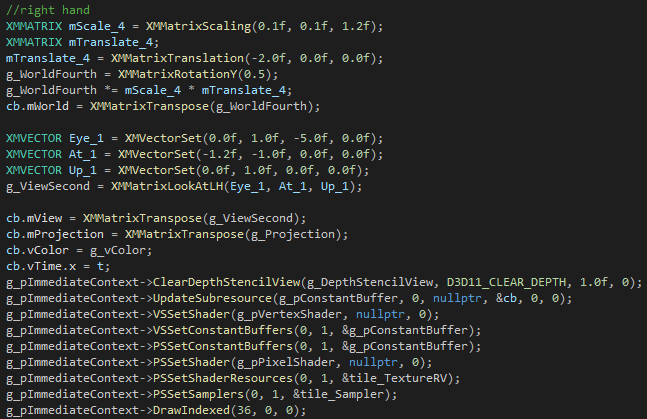 //right hand
XMMATRIX mScale_4 = XMMatrixScaling(0.1f, 0.1f, 1.2f);
XMMATRIX mTranslate_4;
mTranslate_4 = XMMatrixTranslation(-2.0f, 0.0f, 0.0f);
g_WorldFourth = XMMatrixRotationY(0.5);
g_WorldFourth *= mScale_4 * mTranslate_4;
cb.mWorld = XMMatrixTranspose(g_WorldFourth);

XMVECTOR Eye_1 = XMVectorSet(0.0f, 1.0f, -5.0f, 0.0f);
XMVECTOR At_1 = XMVectorSet(-1.2f, -1.0f, 0.0f, 0.0f);
XMVECTOR Up_1 = XMVectorSet(0.0f, 1.0f, 0.0f, 0.0f);
g_ViewSecond = XMMatrixLookAtLH(Eye_1, At_1, Up_1);

cb.mView = XMMatrixTranspose(g_ViewSecond);
cb.mProjection = XMMatrixTranspose(g_Projection);
cb.vColor = g_vColor;
cb.vTime.x = t;
g_pImmediateContext->ClearDepthStencilView(g_DepthStencilView, D3D11_CLEAR_DEPTH, 1.0f, 0);
g_pImmediateContext->UpdateSubresource(g_pConstantBuffer, 0, nullptr, &cb, 0, 0);
g_pImmediateContext->VSSetShader(g_pVertexShader, nullptr, 0);
g_pImmediateContext->VSSetConstantBuffers(0, 1, &g_pConstantBuffer);
g_pImmediateContext->PSSetConstantBuffers(0, 1, &g_pConstantBuffer);
g_pImmediateContext->PSSetShader(g_pPixelShader, nullptr, 0);
g_pImmediateContext->PSSetShaderResources(0, 1, &tile_TextureRV);
g_pImmediateContext->PSSetSamplers(0, 1, &tile_Sampler);
g_pImmediateContext->DrawIndexed(36, 0, 0);